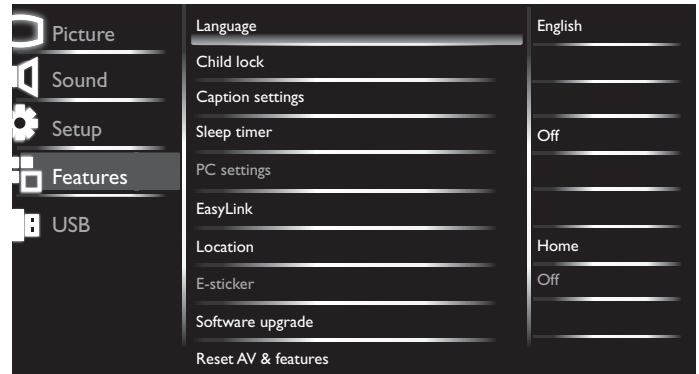 Picture
Sound
Setup
Features
USB
Language English
Child lock
Caption settings
Sleep timer Off
PC settings
EasyLink
Location Home
E-sticker Off
Software upgrade
Reset AV & features